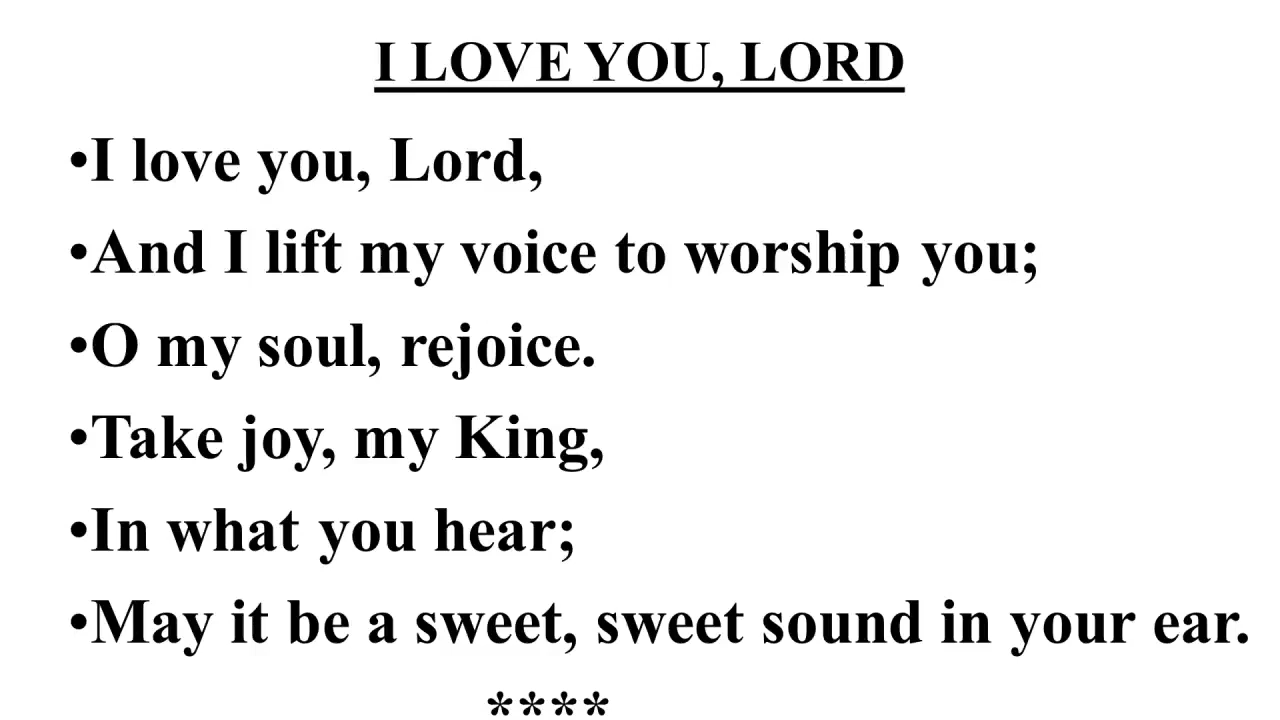 I LOVE YOU, LORD
•I love you, Lord,
•And I lift my voice to worship you;
•O my soul, rejoice.
•Take joy, my King,
•In what you hear;
•May it be a sweet, sweet sound in your ear.
****